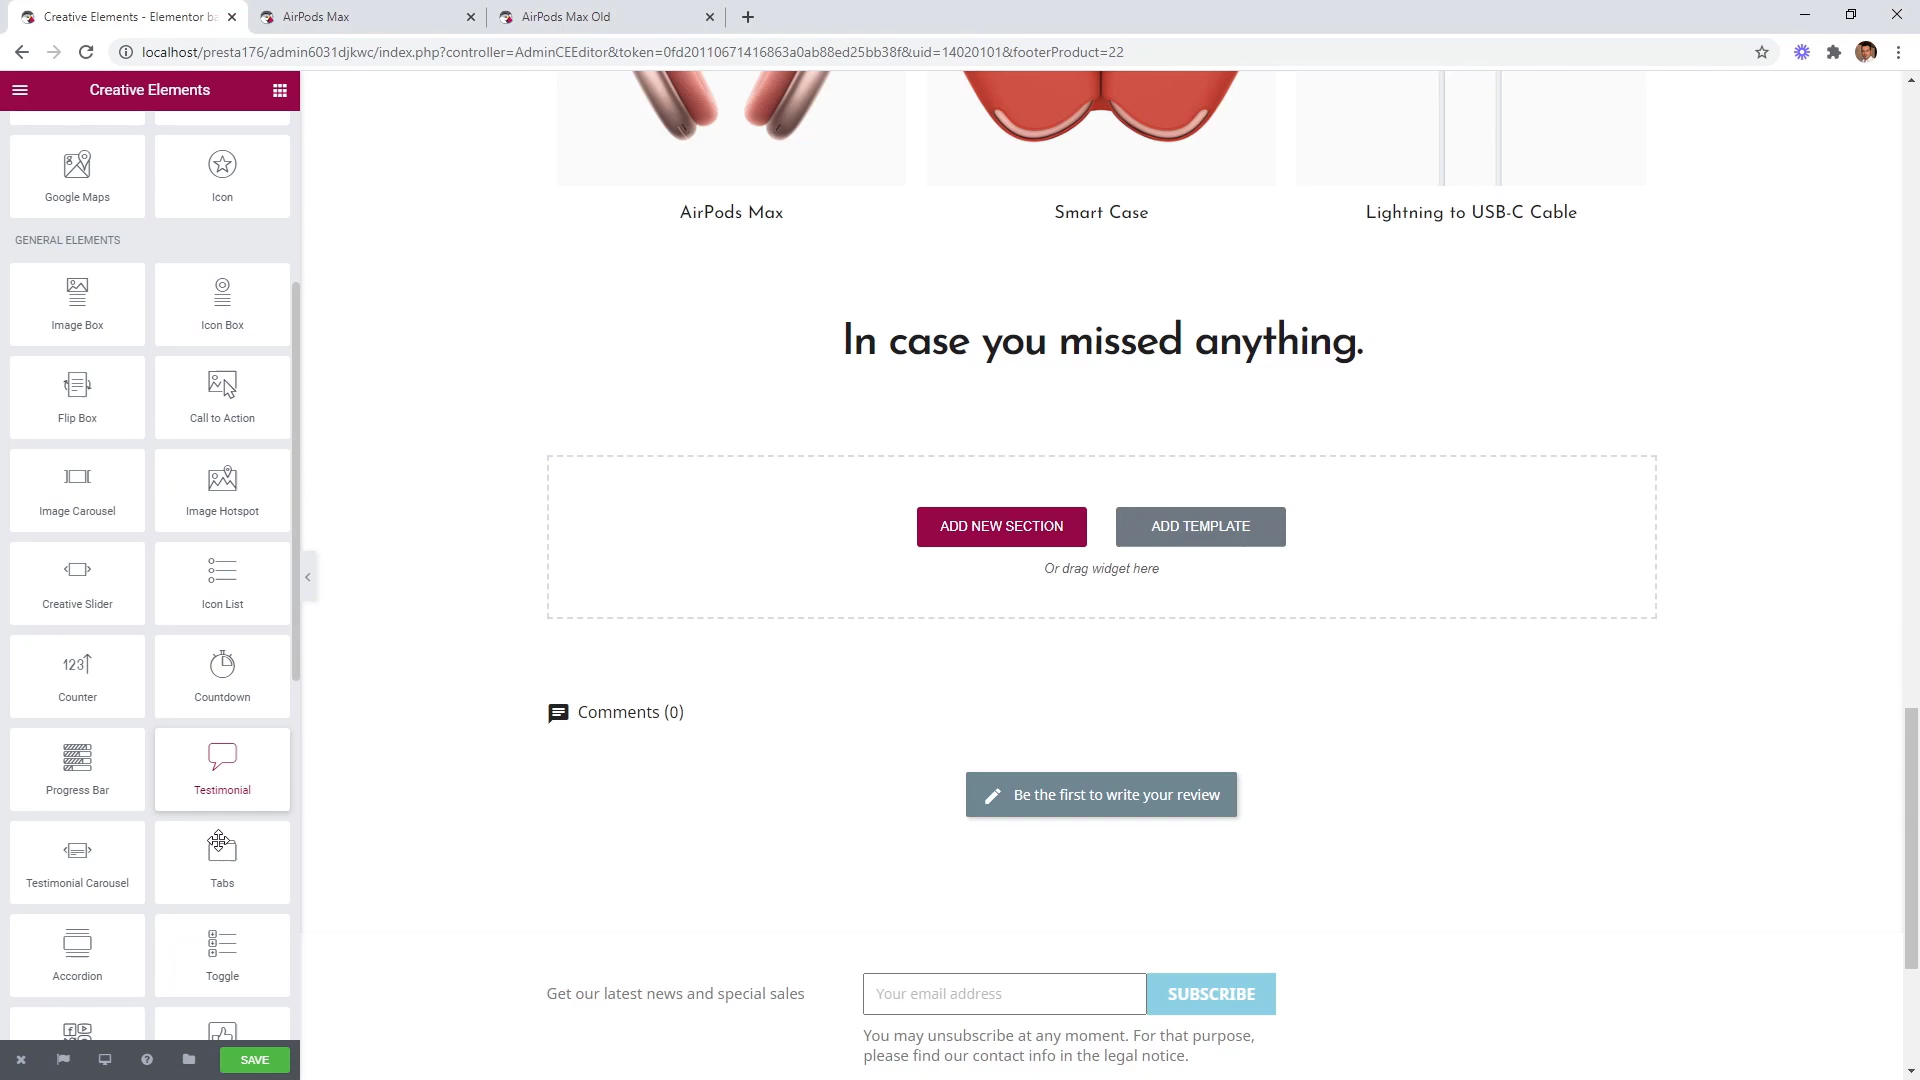 Creative Elements - Elementor ba
AirPods Max
AirPods Max Old
localhost/presta176/admin6031djkwc/index.php?controller=AdminCEEditor&token=0fd20110671416863a0ab88ed25bb38f&uid=14020101&footerProduct=22
Creative Elements
Google Maps
Icon
GENERAL ELEMENTS
Image Box
Icon Box
Flip Box
Call to Action
Image Carousel
Image Hotspot
Creative Slider
Icon List
123
Counter
Countdown
Progress Bar
Testimonial
Testimonial Carousel
Tabs
Accordion
Toggle
SAVE
AirPods Max
Smart Case
Lightning to USB-C Cable
In case you missed anything.
ADD NEW SECTION
ADD TEMPLATE
Or drag widget here
Comments (0)
Be the first to write your review
Get our latest news and special sales
Your email address
SUBSCRIBE
You may unsubscribe at any moment. For that purpose,
please find our contact info in the legal notice.